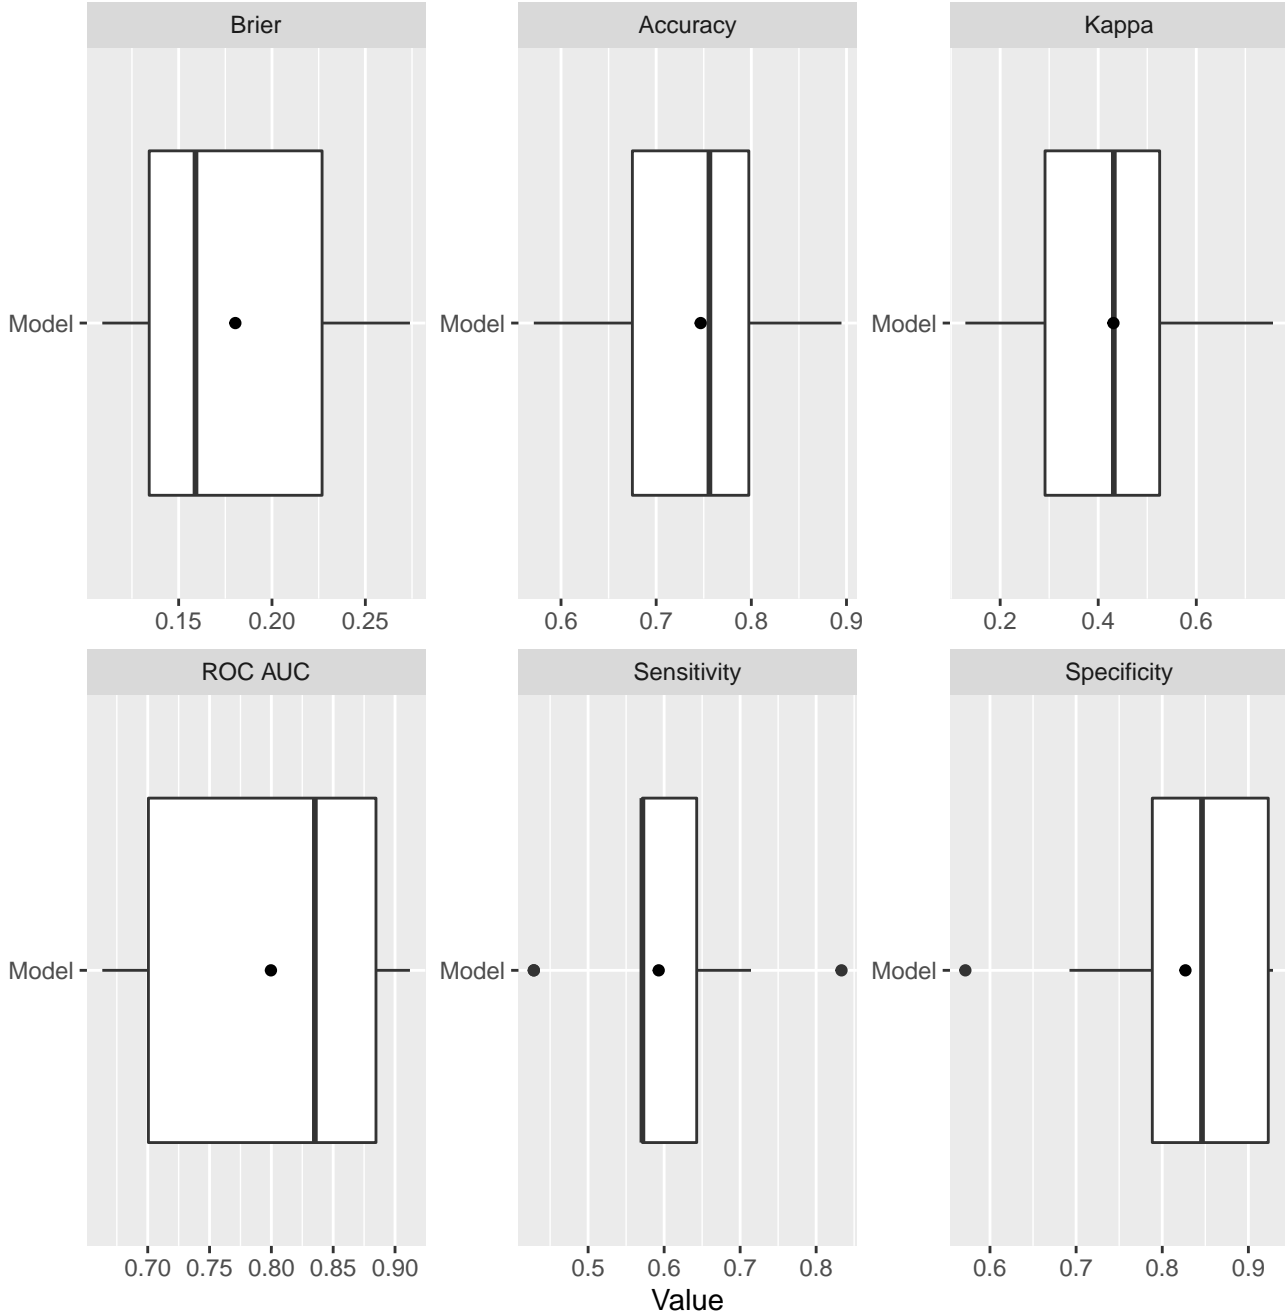 Brier Accuracy Kappa
Model Model Model
0.15 0.20 0.25 0.6 0.7 0.8 0.9 0.2 0.4 0.6
ROC AUC Sensitivity Specificity
Model Model Model
0.70 0.75 0.80 0.85 0.90 0.5 0.6 0.7 0.8 0.6 0.7 0.8 0.9
Value